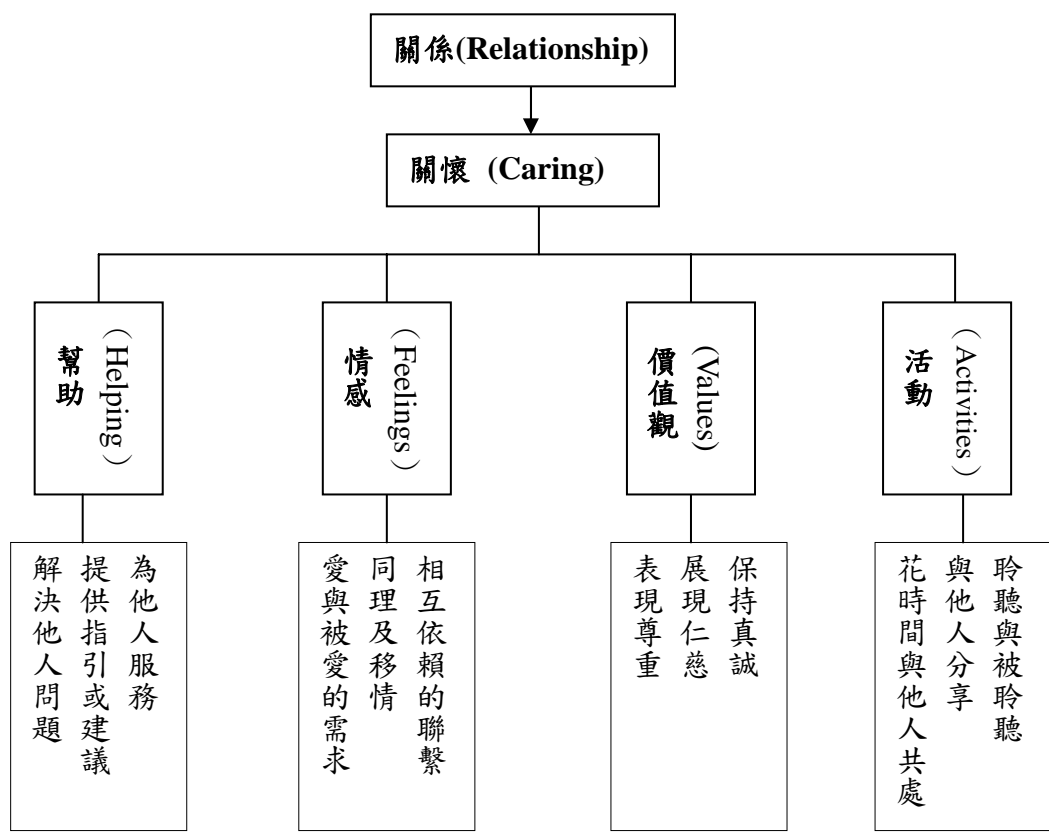 關係(Relationship)
關懷 (Caring)
幫助
（Helping）
情感
（Feelings）
價值觀
(Values)
活動
（Activities）
為他人服務
提供指引或建議
解決他人問題
相互依賴的聯繫
同理及移情
愛與被愛的需求
保持真誠
展現仁慈
表現尊重
聆聽與被聆聽
與他人分享
花時間與他人共處